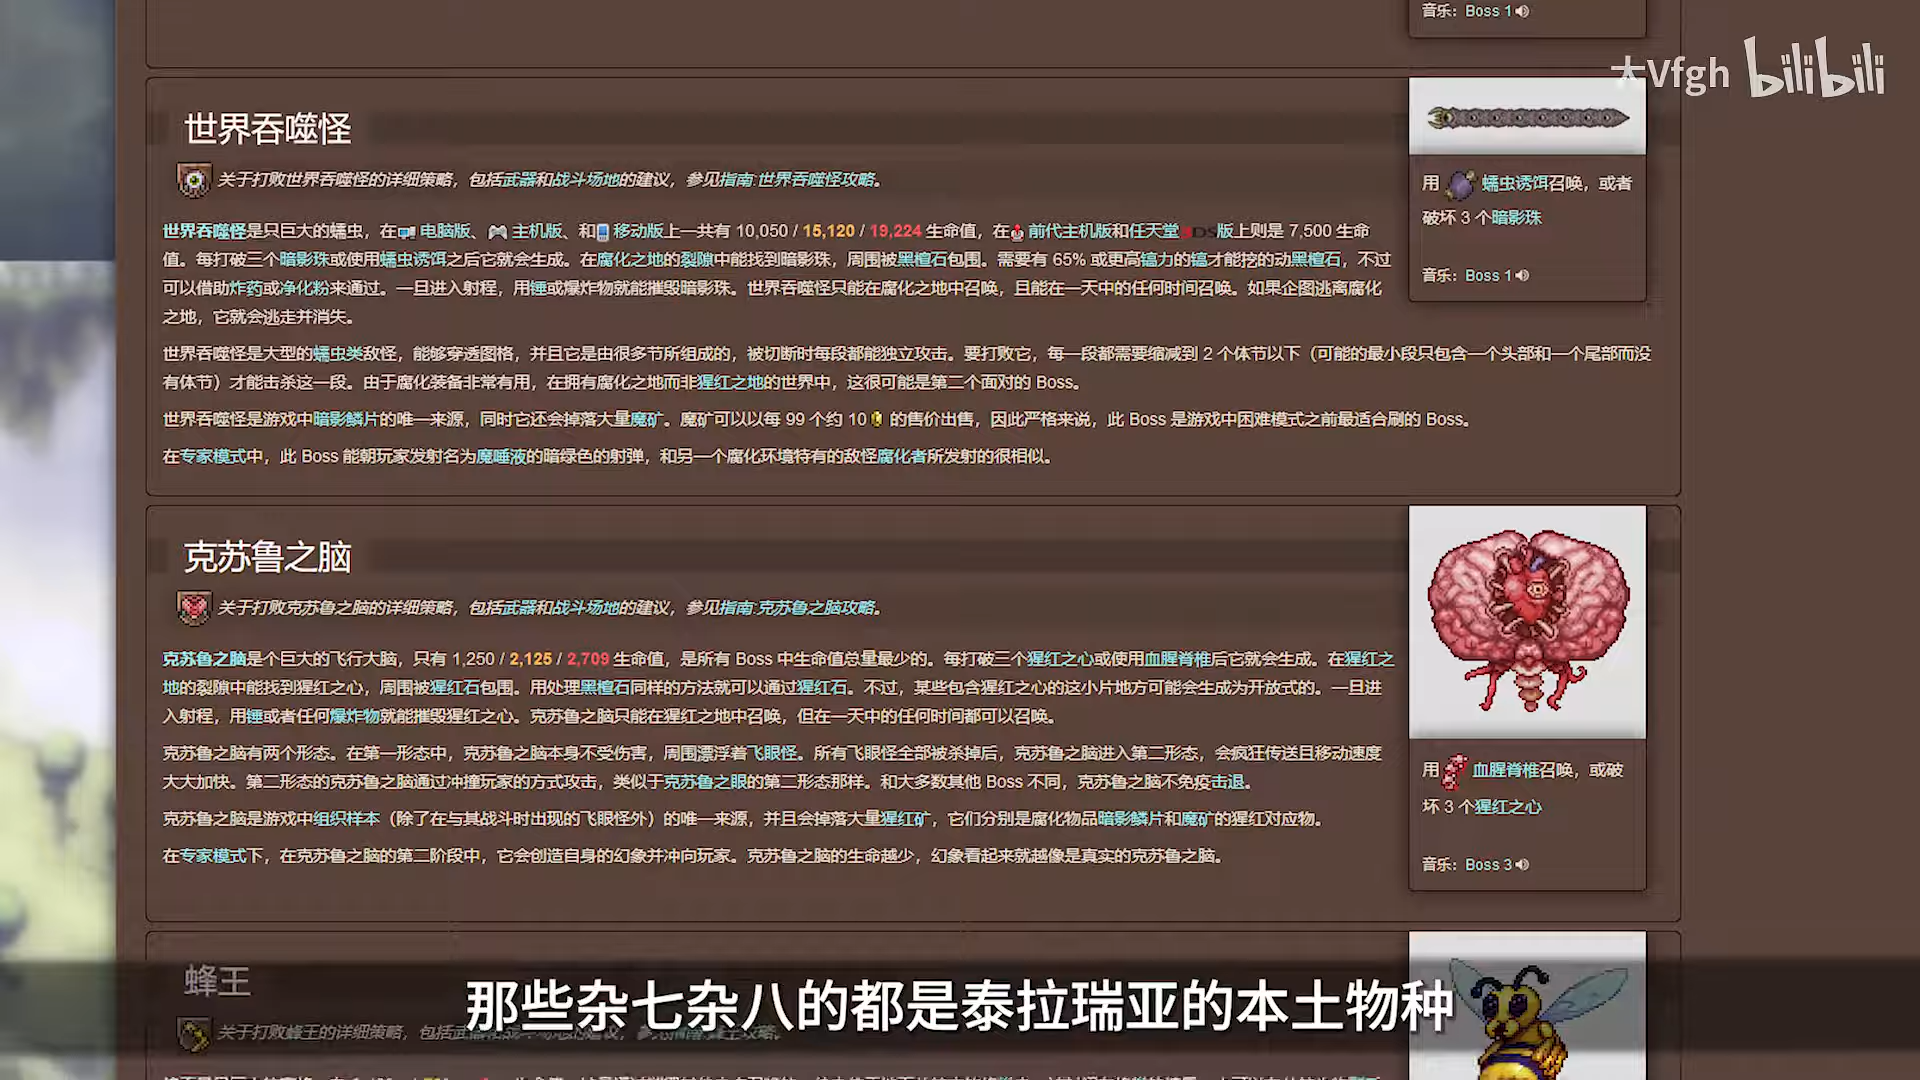 音乐：Boss 1
大Vfgh bilibili
世界吞噬怪
关于打败世界吞噬怪的详细策略，包括武器和战斗场地的建议，参见指南:世界吞噬怪攻略。
用 蠕虫诱饵召唤，或者
破坏 3 个暗影珠
音乐：Boss 1
世界吞噬怪是只巨大的蠕虫，在 电脑版、 主机版、和 移动版上一共有 10,050 / 15,120 / 19,224 生命值，在 前代主机版和任天堂3DS版上则是 7,500 生命
值。每打破三个暗影珠或使用蠕虫诱饵之后它就会生成。在腐化之地的裂隙中能找到暗影珠，周围被黑檀石包围。需要有 65% 或更高镐力的镐才能挖的动黑檀石，不过
可以借助炸药或净化粉来通过。一旦进入射程，用锤或爆炸物就能摧毁暗影珠。世界吞噬怪只能在腐化之地中召唤，且能在一天中的任何时间召唤。如果企图逃离腐化
之地，它就会逃走并消失。
世界吞噬怪是大型的蠕虫类敌怪，能够穿透图格，并且它是由很多节所组成的，被切断时每段都能独立攻击。要打败它，每一段都需要缩减到 2 个体节以下（可能的最小段只包含一个头部和一个尾部而没
有体节）才能击杀这一段。由于腐化装备非常有用，在拥有腐化之地而非猩红之地的世界中，这很可能是第二个面对的 Boss。
世界吞噬怪是游戏中暗影鳞片的唯一来源，同时它还会掉落大量魔矿。魔矿可以以每 99 个约 10 的售价出售，因此严格来说，此 Boss 是游戏中困难模式之前最适合刷的 Boss。
在专家模式中，此 Boss 能朝玩家发射名为魔唾液的暗绿色的射弹，和另一个腐化环境特有的敌怪腐化者所发射的很相似。
克苏鲁之脑
关于打败克苏鲁之脑的详细策略，包括武器和战斗场地的建议，参见指南:克苏鲁之脑攻略。
克苏鲁之脑是个巨大的飞行大脑，只有 1,250 / 2,125 / 2,709 生命值，是所有 Boss 中生命值总量最少的。每打破三个猩红之心或使用血腥脊椎后它就会生成。在猩红之
地的裂隙中能找到猩红之心，周围被猩红石包围。用处理黑檀石同样的方法就可以通过猩红石。不过，某些包含猩红之心的这小片地方可能会生成为开放式的。一旦进
入射程，用锤或者任何爆炸物就能摧毁猩红之心。克苏鲁之脑只能在猩红之地中召唤，但在一天中的任何时间都可以召唤。
克苏鲁之脑有两个形态。在第一形态中，克苏鲁之脑本身不受伤害，周围漂浮着飞眼怪。所有飞眼怪全部被杀掉后，克苏鲁之脑进入第二形态，会疯狂传送且移动速度
大大加快。第二形态的克苏鲁之脑通过冲撞玩家的方式攻击，类似于克苏鲁之眼的第二形态那样。和大多数其他 Boss 不同，克苏鲁之脑不免疫击退。
克苏鲁之脑是游戏中组织样本（除了在与其战斗时出现的飞眼怪外）的唯一来源，并且会掉落大量猩红矿，它们分别是腐化物品暗影鳞片和魔矿的猩红对应物。
在专家模式下，在克苏鲁之脑的第二阶段中，它会创造自身的幻象并冲向玩家。克苏鲁之脑的生命越少，幻象看起来就越像是真实的克苏鲁之脑。
用 血腥脊椎召唤，或破
坏 3 个猩红之心
音乐：Boss 3
蜂王
关于打败蜂王的详细策略，包括
那些杂七杂八的都是泰拉瑞亚的本土物种